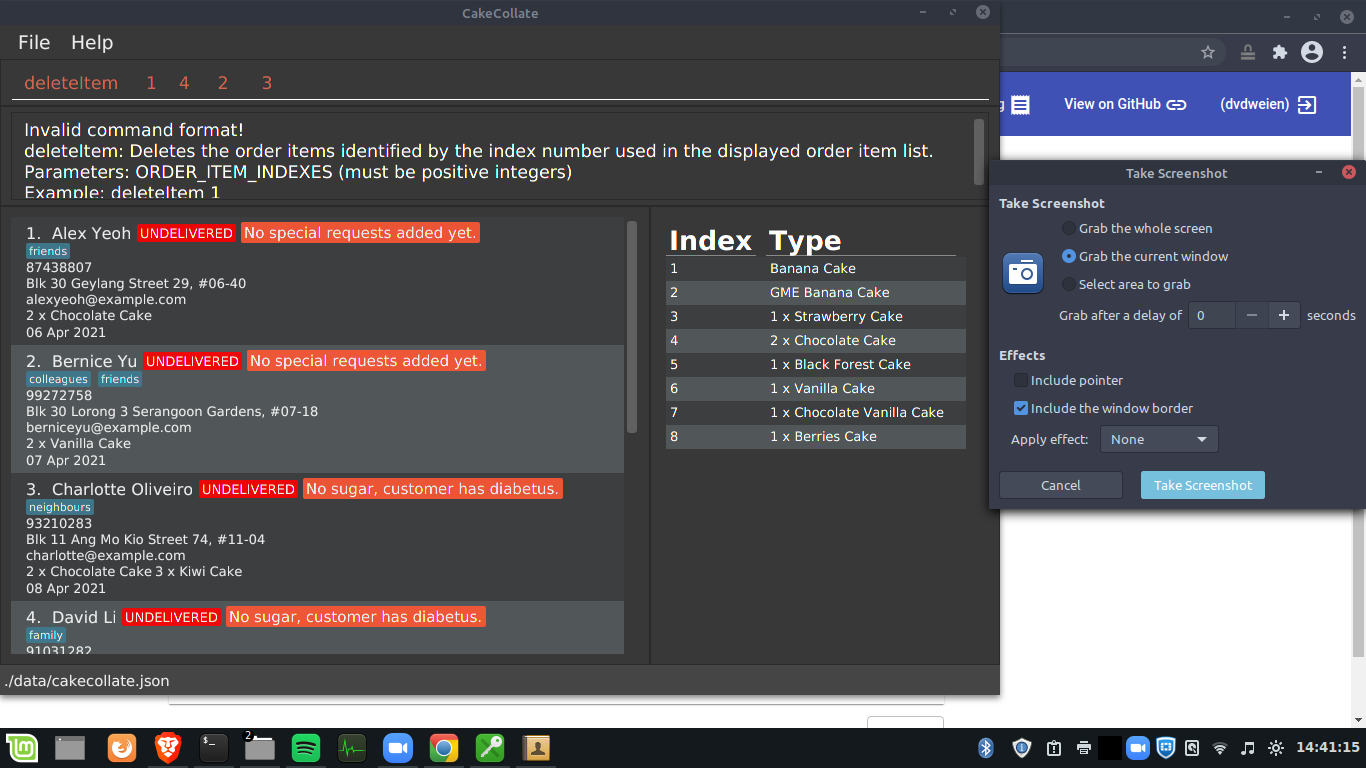 CakeCollate
File Help
deleteItem 1 4 2 3
Invalid command format!
deleteItem: Deletes the order items identified by the index number used in the displayed order item list.
Parameters: ORDER_ITEM_INDEXES (must be positive integers)
Example: deleteItem 1
1. Alex Yeoh UNDELIVERED No special requests added yet.
friends
87438807
Blk 30 Geylang Street 29, #06-40
alexyeoh@example.com
2 x Chocolate Cake
06 Apr 2021
2. Bernice Yu UNDELIVERED No special requests added yet.
colleagues friends
99272758
Blk 30 Lorong 3 Serangoon Gardens, #07-18
berniceyu@example.com
2 x Vanilla Cake
07 Apr 2021
3. Charlotte Oliveiro UNDELIVERED No sugar, customer has diabetus.
neighbours
93210283
Blk 11 Ang Mo Kio Street 74, #11-04
charlotte@example.com
2 x Chocolate Cake 3 x Kiwi Cake
08 Apr 2021
4. David Li UNDELIVERED No sugar, customer has diabetus.
family
91031282
Index Type
1 Banana Cake
2 GME Banana Cake
3 1 x Strawberry Cake
4 2 x Chocolate Cake
5 1 x Black Forest Cake
6 1 x Vanilla Cake
7 1 x Chocolate Vanilla Cake
8 1 x Berries Cake
./data/cakecollate.json
g View on GitHub (dvdweien)
Take Screenshot
Take Screenshot
Grab the whole screen
Grab the current window
Select area to grab
Grab after a delay of 0 − + seconds
Effects
Include pointer
Include the window border
Apply effect: None
Cancel Take Screenshot
2
14:41:15